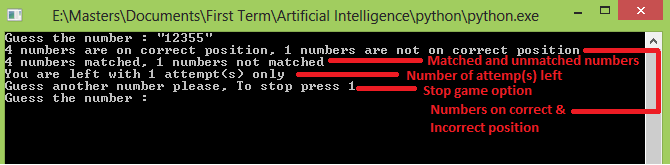 E:\Masters\Documents\First Term\Artificial Intelligence\python\python.exe
Guess the number : "12355"
4 numbers are on correct position, 1 numbers are not on correct position
4 numbers matched, 1 numbers not matched
Matched and unmatched numbers
You are left with 1 attempt(s) only
Number of attemp(s) left
Guess another number please, To stop press 1
Stop game option
Guess the number :
Numbers on correct &
Incorrect position